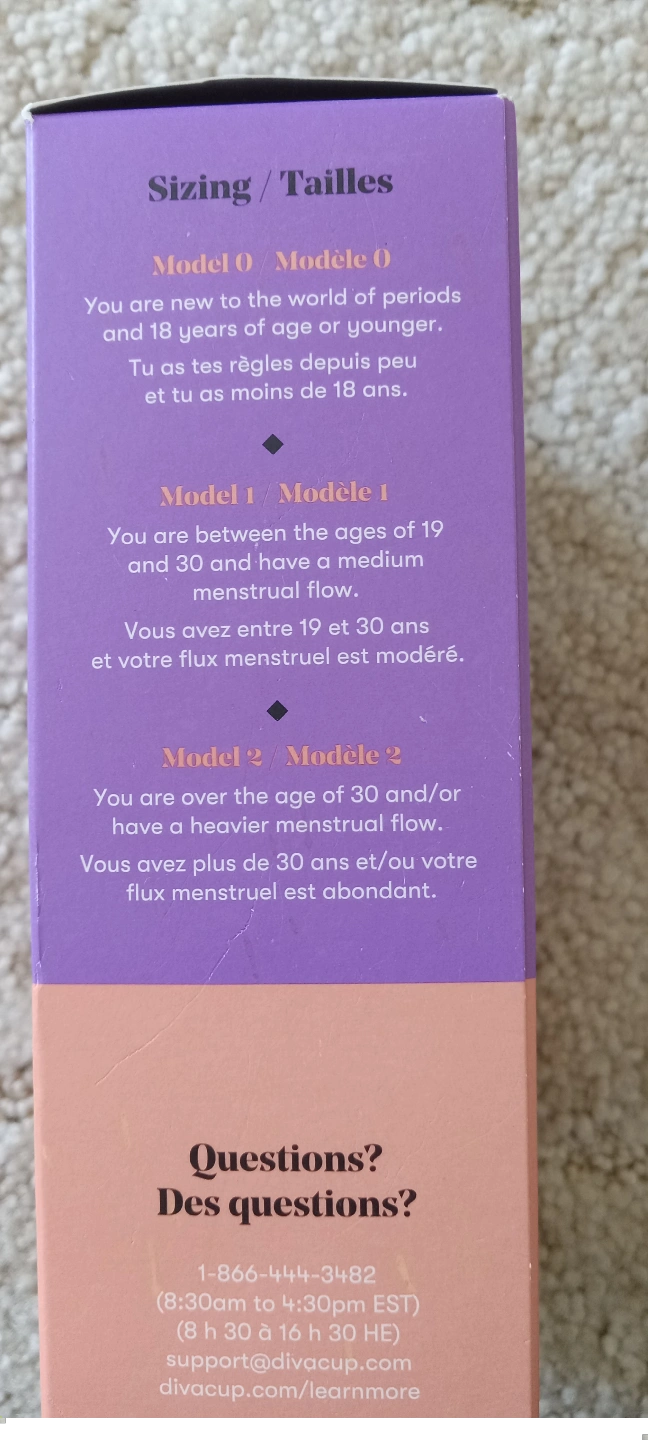 Sizing / Tailles
Model 0 / Modèle 0
You are new to the world of periods
and 18 years of age or younger.
Tu as tes règles depuis peu
et tu as moins de 18 ans.
Model 1 / Modèle 1
You are between the ages of 19
and 30 and have a medium
menstrual flow.
Vous avez entre 19 et 30 ans
et votre flux menstruel est modéré.
Model 2 / Modèle 2
You are over the age of 30 and/or
have a heavier menstrual flow.
Vous avez plus de 30 ans et/ou votre
flux menstruel est abondant.
Questions?
Des questions?
1-866-444-3482
(8:30am to 4:30pm EST)
(8 h 30 à 16 h 30 HE)
support@divacup.com
divacup.com/learnmore